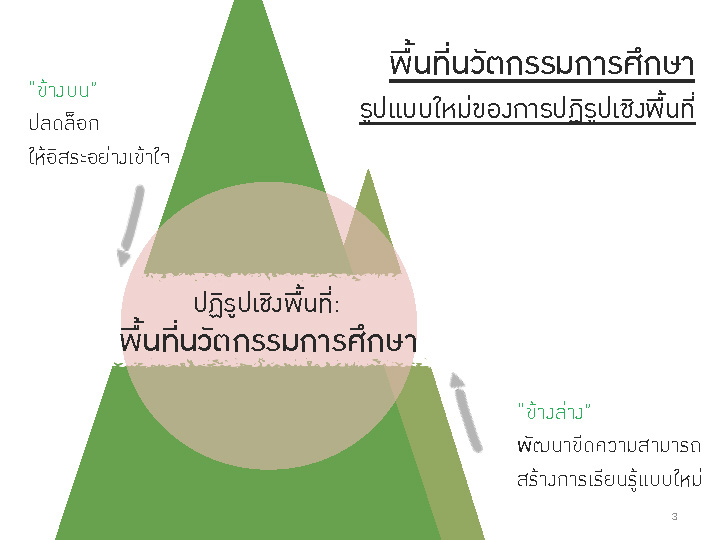 พื้นที่นวัตกรรมการศึกษา
รูปแบบใหม่ของการปฏิรูปเชิงพื้นที่
"ข้างบน"
ปลดล็อก
ให้อิสระอย่างเข้าใจ
ปฏิรูปเชิงพื้นที่:
พื้นที่นวัตกรรมการศึกษา
"ข้างล่าง"
พัฒนาขีดความสามารถ
สร้างการเรียนรู้แบบใหม่
3